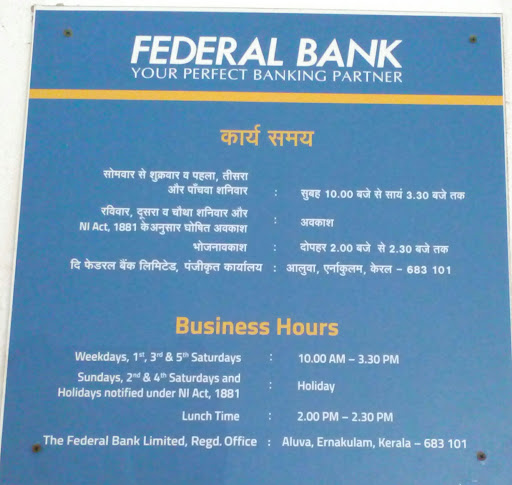 FEDERAL BANK
YOUR PERFECT BANKING PARTNER
कार्य समय
सोमवार से शुक्रवार व पहला, तीसरा
और पाँचवा शनिवार : सुबह 10.00 बजे से सायं 3.30 बजे तक
रविवार, दूसरा व चौथा शनिवार और
NI Act, 1881 केअनुसार घोषित अवकाश : अवकाश
भोजनावकाश : दोपहर 2.00 बजे से 2.30 बजे तक
दि फेडरल बैंक लिमिटेड, पंजीकृत कार्यालय : आलुवा, एर्नाकुलम, केरल – 683 101
Business Hours
Weekdays, 1st, 3rd & 5th Saturdays : 10.00 AM – 3.30 PM
Sundays, 2nd & 4th Saturdays and
Holidays notified under NI Act, 1881 : Holiday
Lunch Time : 2.00 PM – 2.30 PM
The Federal Bank Limited, Regd. Office : Aluva, Ernakulam, Kerala – 683 101